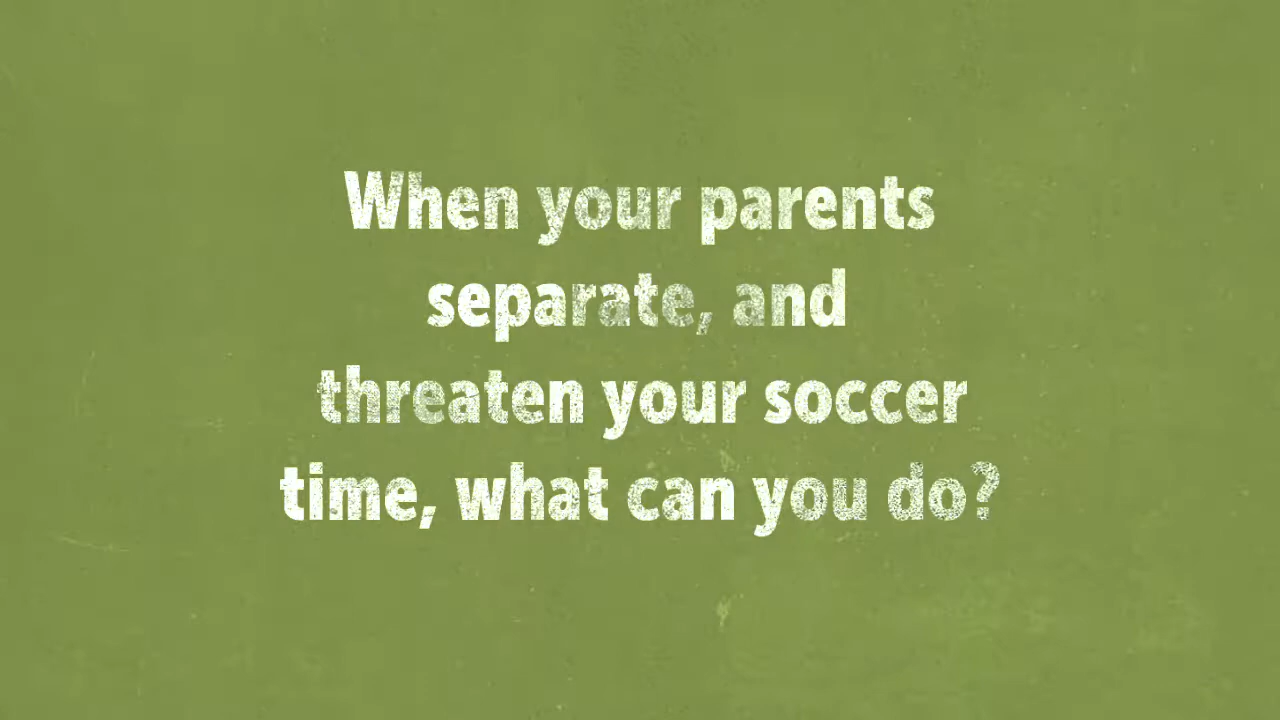 When your parents
separate, and
threaten your soccer
time, what can you do?